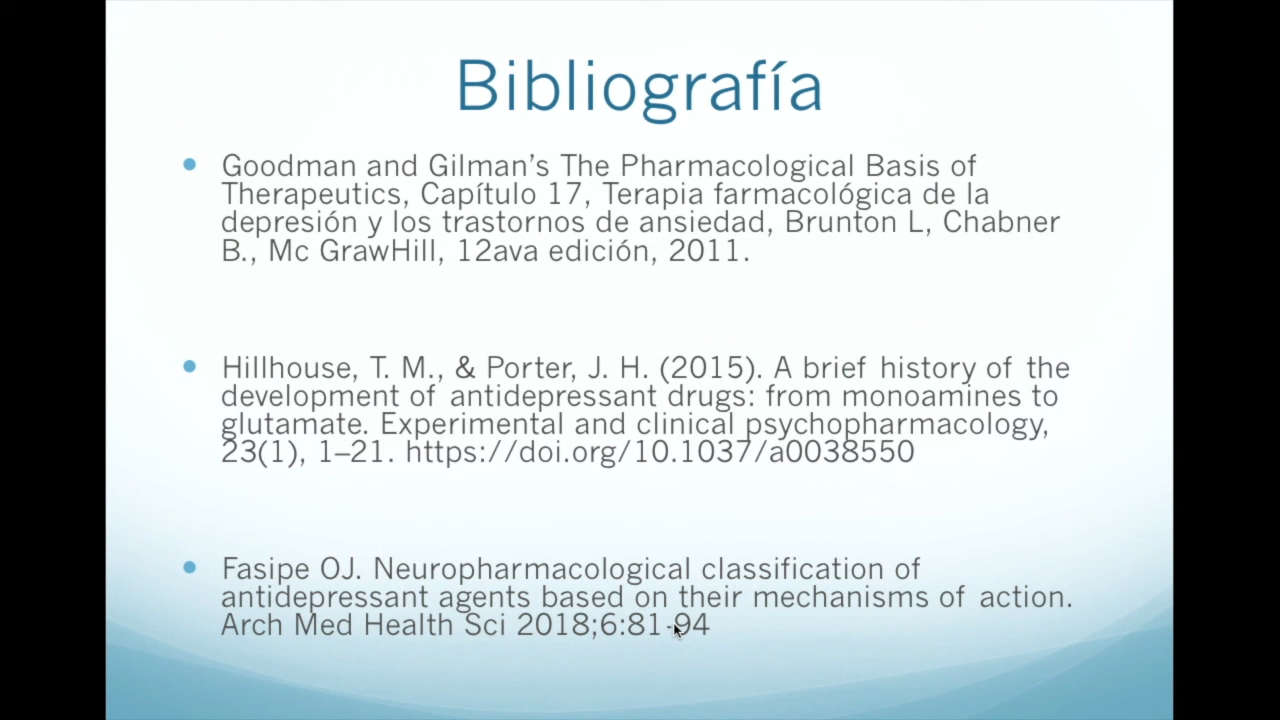 Bibliografía
• Goodman and Gilman’s The Pharmacological Basis of
Therapeutics, Capítulo 17, Terapia farmacológica de la
depresión y los trastornos de ansiedad, Brunton L, Chabner
B., Mc GrawHill, 12ava edición, 2011.
• Hillhouse, T. M., & Porter, J. H. (2015). A brief history of the
development of antidepressant drugs: from monoamines to
glutamate. Experimental and clinical psychopharmacology,
23(1), 1–21. https://doi.org/10.1037/a0038550
• Fasipe OJ. Neuropharmacological classification of
antidepressant agents based on their mechanisms of action.
Arch Med Health Sci 2018;6:81-94